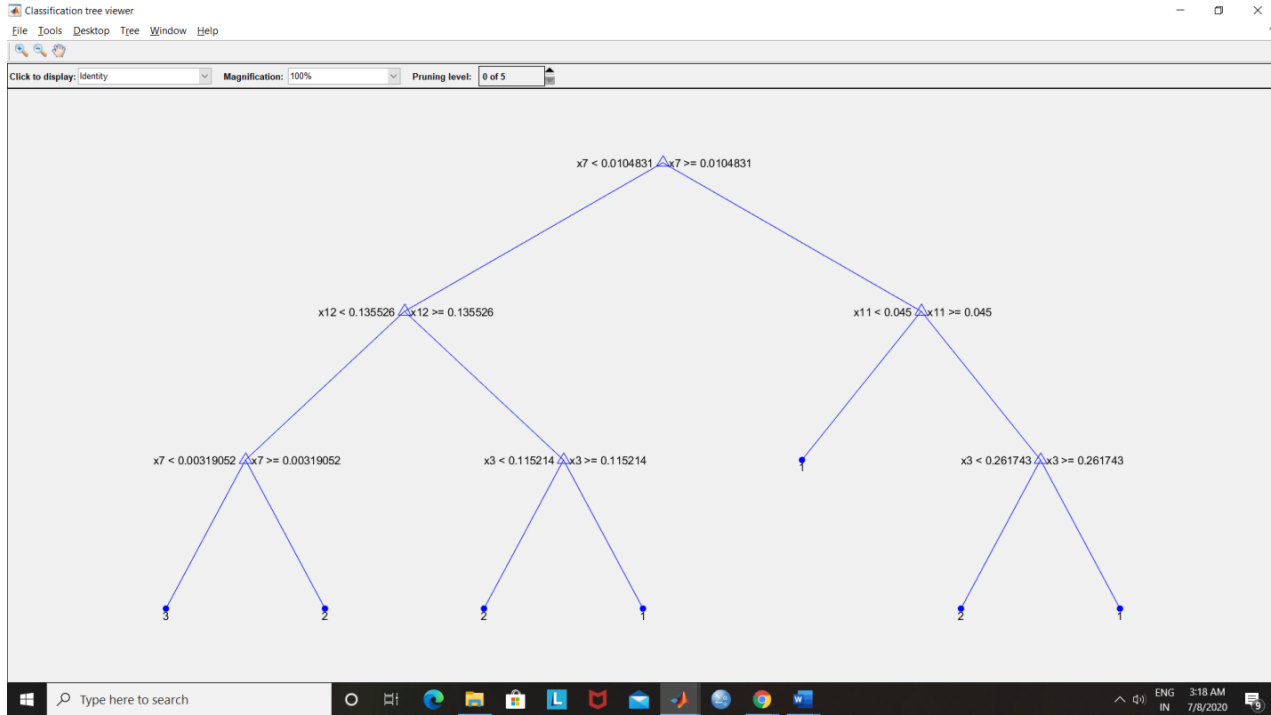 Classification tree viewer
File Tools Desktop Tree Window Help
Click to display: Identity Magnification: 100% Pruning level: 0 of 5
x7 < 0.0104831 x7 >= 0.0104831
x12 < 0.135526 x12 >= 0.135526 x11 < 0.045 x11 >= 0.045
x7 < 0.00319052 x7 >= 0.00319052 x3 < 0.115214 x3 >= 0.115214 1 x3 < 0.261743 x3 >= 0.261743
3 2 2 1 2 1
Type here to search L W ENG 3:18 AM
IN 7/8/2020 9